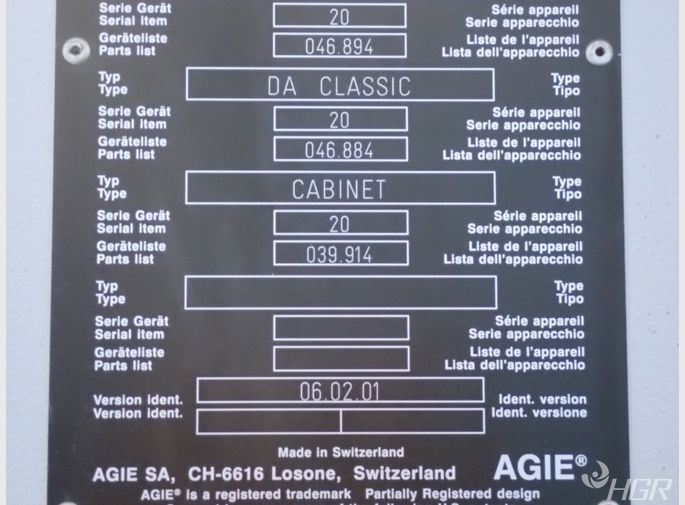 Serie Gerät 20 Série appareil
Serial item Serie apparecchio
Geräteliste 046.894 Liste de l'appareil
Parts list Lista dell'apparecchio
Typ DA CLASSIC Type
Type Tipo
Serie Gerät 20 Série appareil
Serial item Serie apparecchio
Geräteliste 046.884 Liste de l'appareil
Parts list Lista dell'apparecchio
Typ CABINET Type
Type Tipo
Serie Gerät 20 Série appareil
Serial item Serie apparecchio
Geräteliste 039.914 Liste de l'appareil
Parts list Lista dell'apparecchio
Typ Type
Type Tipo
Serie Gerät Série appareil
Serial item Serie apparecchio
Geräteliste Liste de l'appareil
Parts list Lista dell'apparecchio
06.02.01
Version ident. Ident. version
Version ident. Ident. versione
Made in Switzerland
AGIE SA, CH-6616 Losone, Switzerland AGIE®
AGIE® is a registered trademark Partially Registered design
HGR